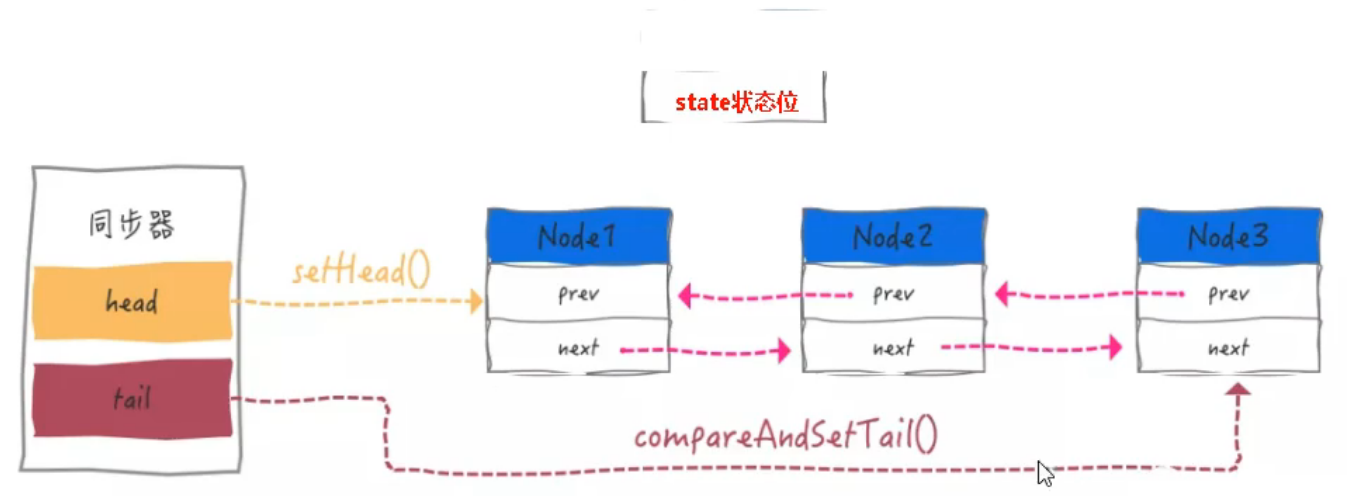 state状态位
同步器
head
tail
setHead()
Node1
prev
next
Node2
prev
next
Node3
prev
next
compareAndSetTail()